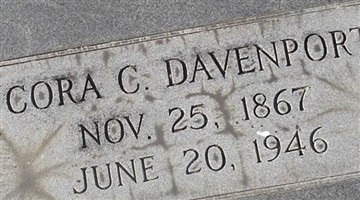 CORA C. DAVENPORT
NOV. 25, 1867
JUNE 20, 1946